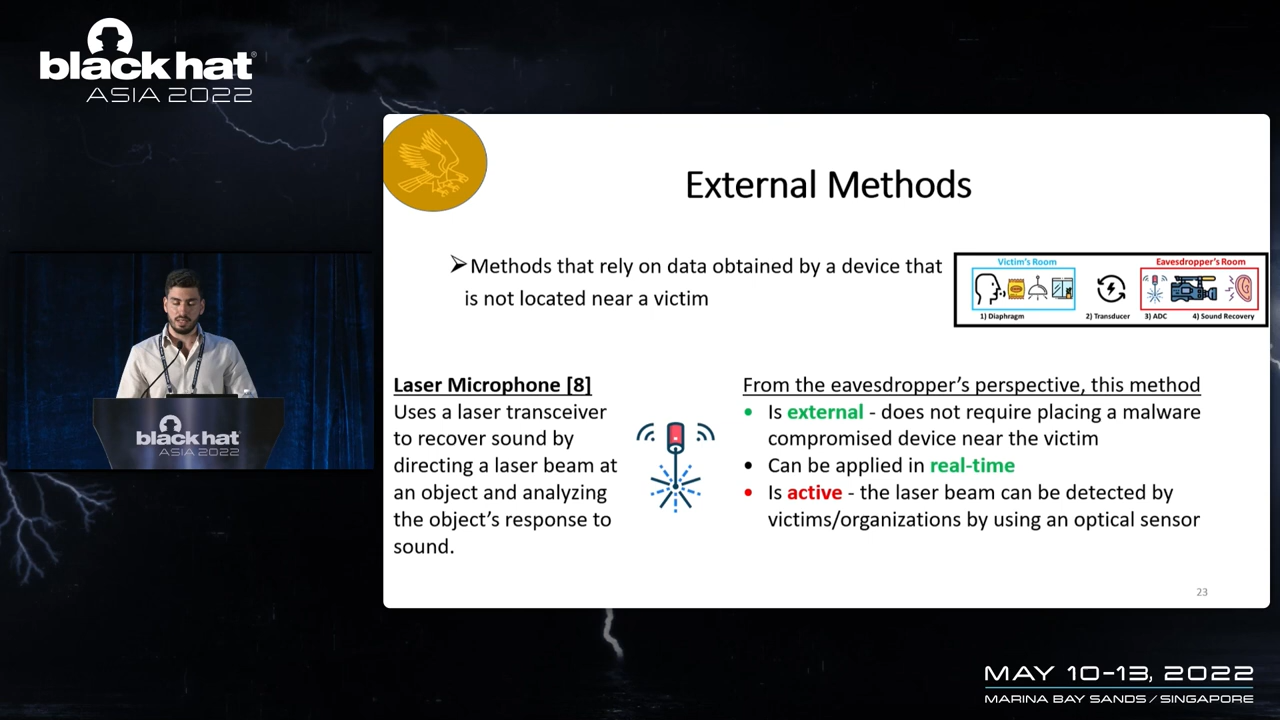 black hat®
ASIA 2022
External Methods
➢Methods that rely on data obtained by a device that
is not located near a victim
Victim's Room
Eavesdropper's Room
1) Diaphragm
2) Transducer
3) ADC
4) Sound Recovery
Laser Microphone [8]
Uses a laser transceiver
to recover sound by
directing a laser beam at
an object and analyzing
the object's response to
sound.
From the eavesdropper's perspective, this method
• Is external - does not require placing a malware
compromised device near the victim
• Can be applied in real-time
• Is active - the laser beam can be detected by
victims/organizations by using an optical sensor
23
black hat
ASIA 2022
MAY 10-13, 2022
MARINA BAY SANDS / SINGAPORE